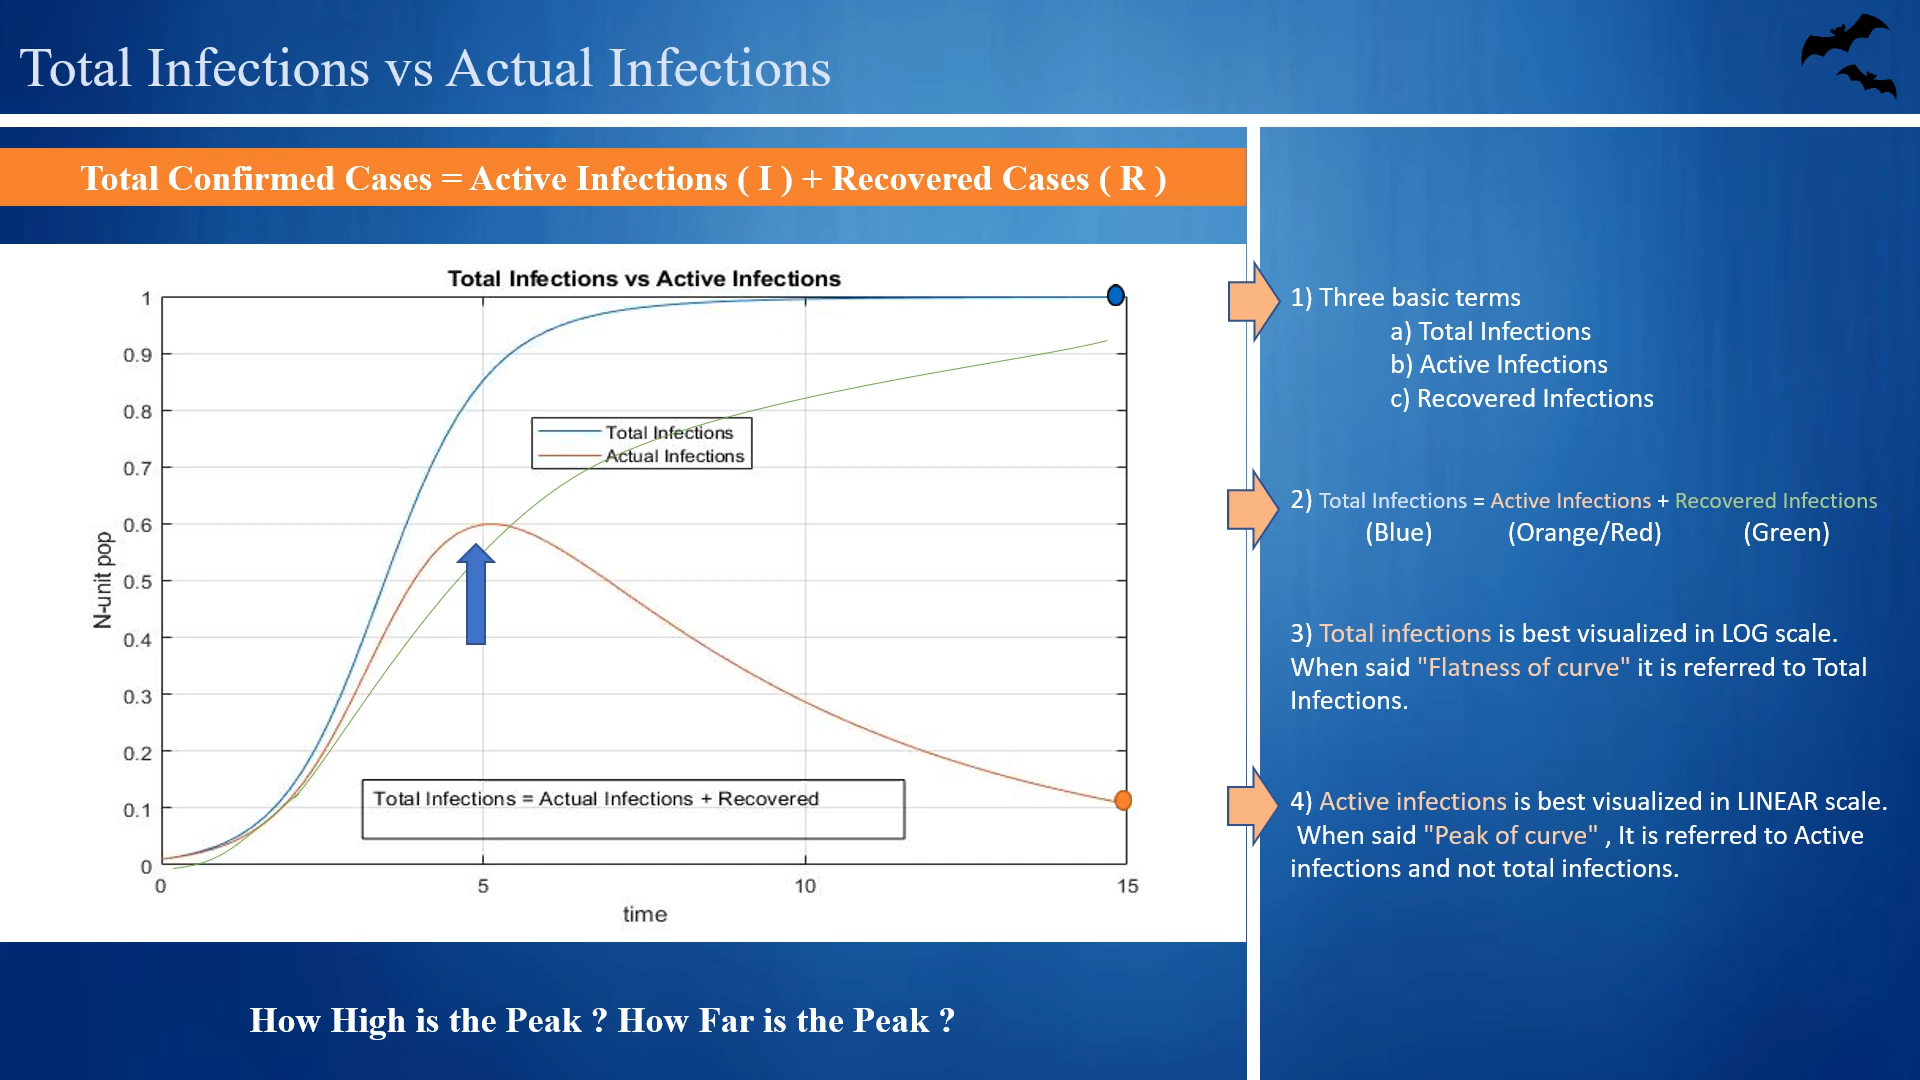 Total Infections vs Actual Infections
Total Confirmed Cases = Active Infections ( I ) + Recovered Cases ( R )
Total Infections vs Active Infections
1
0.9
0.8
0.7
0.6
0.5
0.4
0.3
0.2
0.1
0
N-unit pop
Total Infections
Actual Infections
Total Infections = Actual Infections + Recovered
0 5 10 15
time
How High is the Peak ? How Far is the Peak ?
1) Three basic terms
a) Total Infections
b) Active Infections
c) Recovered Infections
2) Total Infections = Active Infections + Recovered Infections
(Blue) (Orange/Red) (Green)
3) Total infections is best visualized in LOG scale.
When said "Flatness of curve" it is referred to Total
Infections.
4) Active infections is best visualized in LINEAR scale.
When said "Peak of curve" , It is referred to Active
infections and not total infections.